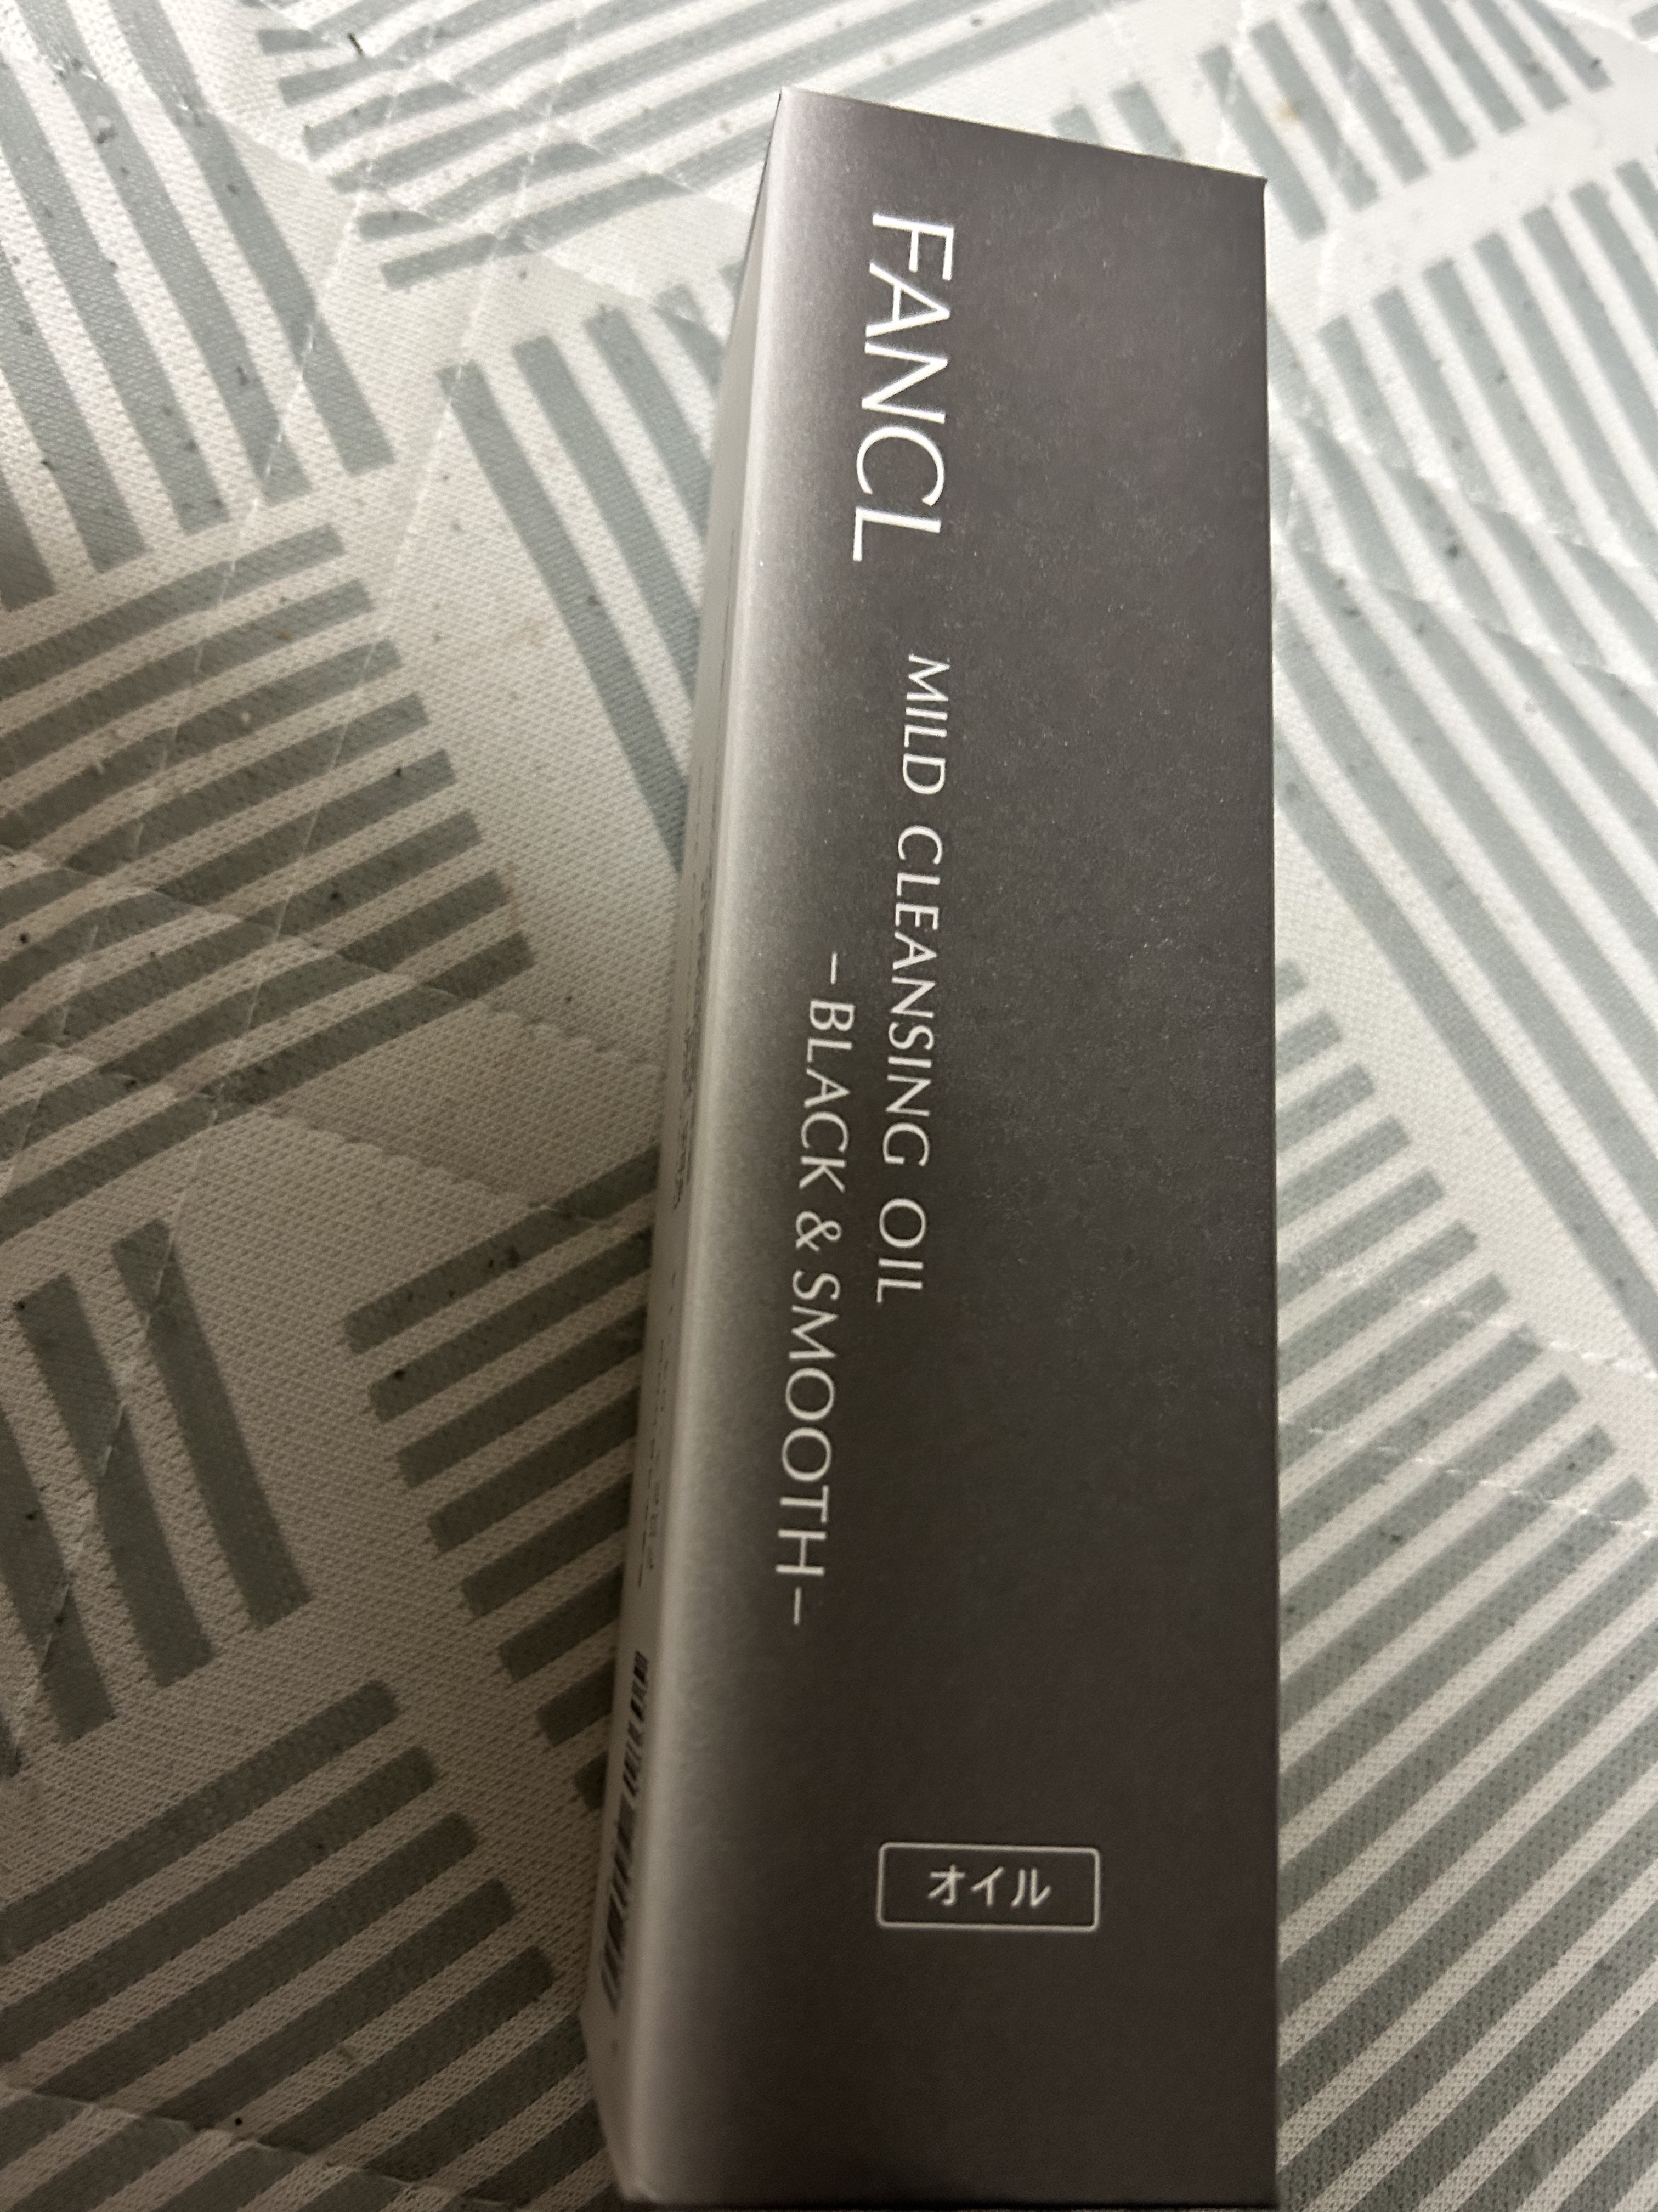 FANCL
MILD CLEANSING OIL
–BLACK & SMOOTH–
オイル